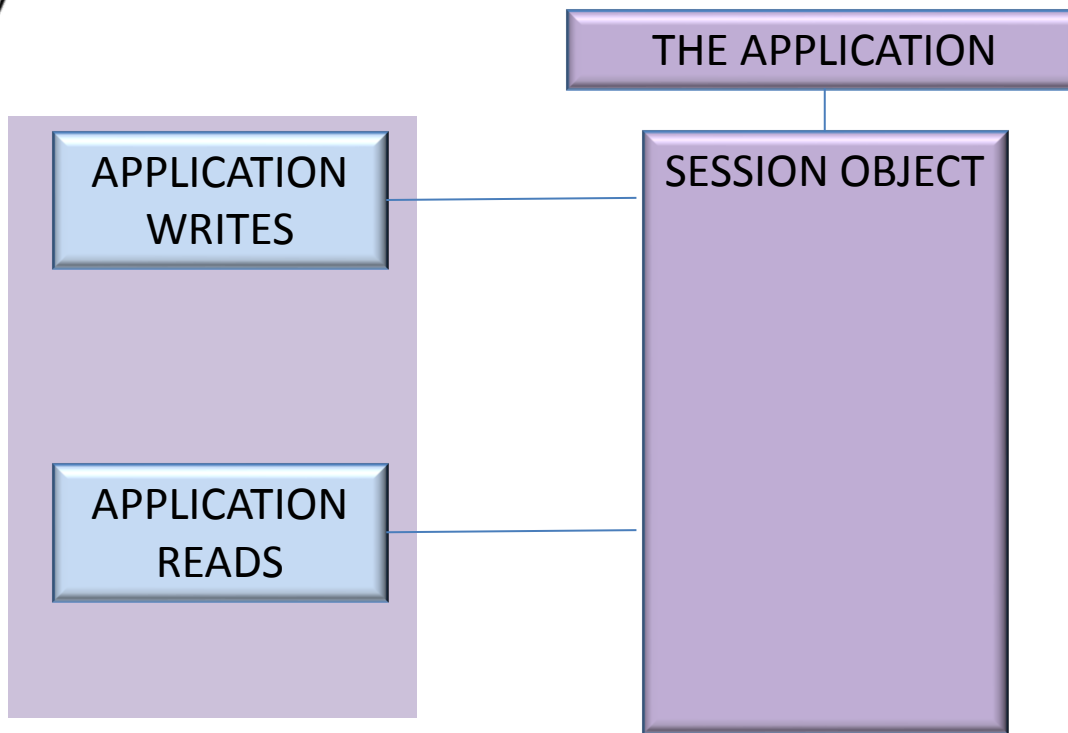 THE APPLICATION
APPLICATION
WRITES
SESSION OBJECT
APPLICATION
READS